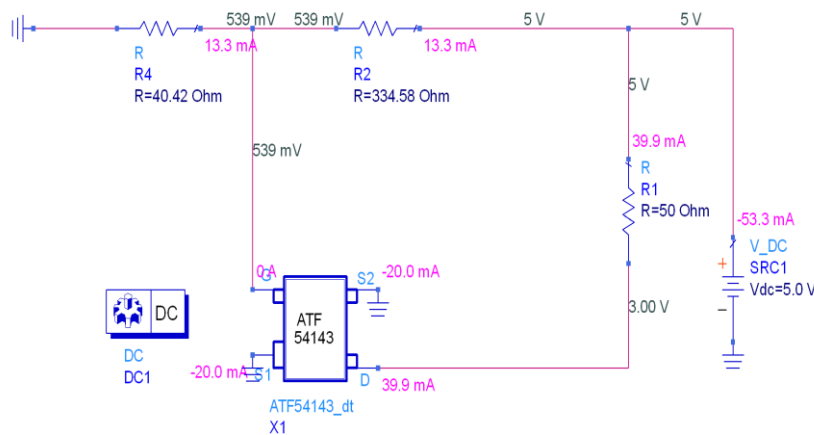 539 mV 539 mV 5 V 5 V
13.3 mA 13.3 mA
R R
R4 R2
R=40.42 Ohm R=334.58 Ohm
5 V
539 mV
39.9 mA
R
R1
R=50 Ohm
-53.3 mA
V_DC
SRC1
Vdc=5.0 V
+
−
0 A G S2 -20.0 mA
ATF
54143
3.00 V
DC
DC
DC1
-20.0 mA S1 D 39.9 mA
ATF54143_dt
X1